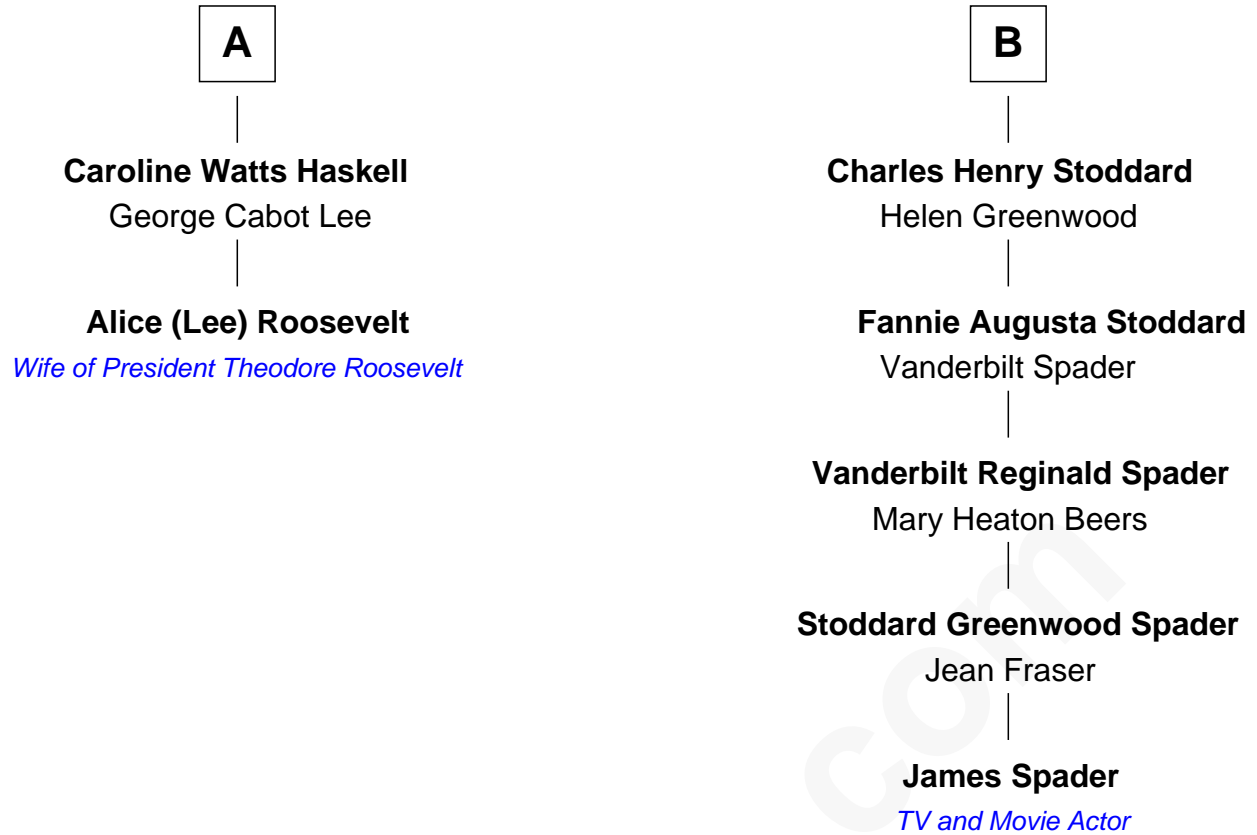 A
Caroline Watts Haskell
George Cabot Lee
Alice (Lee) Roosevelt
Wife of President Theodore Roosevelt
B
Charles Henry Stoddard
Helen Greenwood
Fannie Augusta Stoddard
Vanderbilt Spader
Vanderbilt Reginald Spader
Mary Heaton Beers
Stoddard Greenwood Spader
Jean Fraser
James Spader
TV and Movie Actor
com